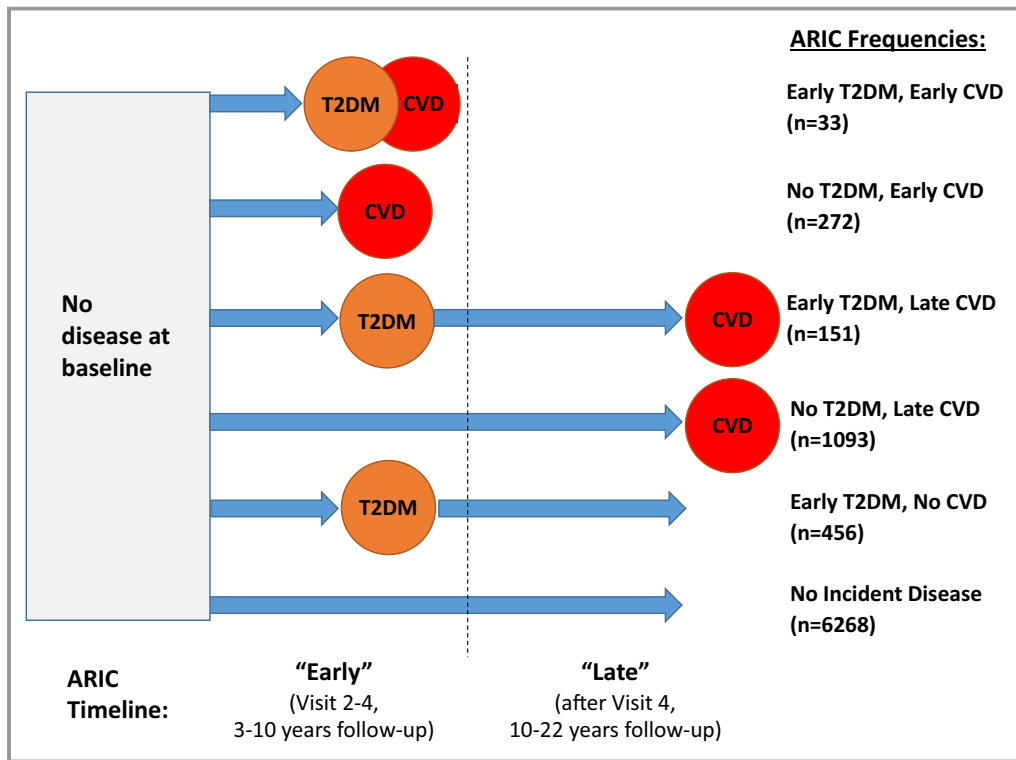 ARIC Frequencies:
T2DM
CVD
Early T2DM, Early CVD
(n=33)
CVD
No T2DM, Early CVD
(n=272)
No
disease at
baseline
T2DM
CVD
Early T2DM, Late CVD
(n=151)
CVD
No T2DM, Late CVD
(n=1093)
T2DM
Early T2DM, No CVD
(n=456)
No Incident Disease
(n=6268)
ARIC
Timeline:
“Early”
(Visit 2-4,
3-10 years follow-up)
“Late”
(after Visit 4,
10-22 years follow-up)